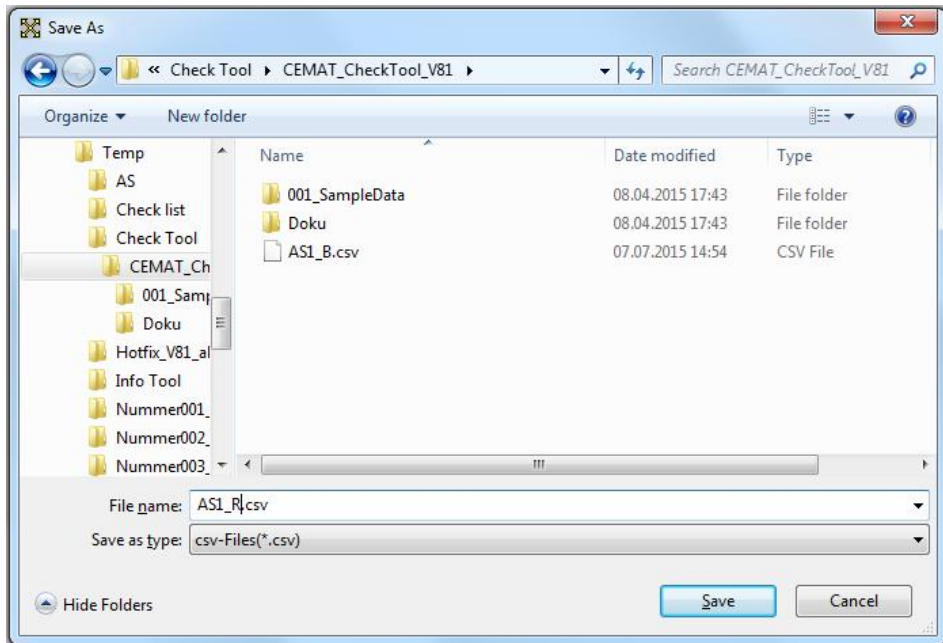 Save As
« Check Tool ▸ CEMAT_CheckTool_V81 ▸ Search CEMAT_CheckTool_V81
Organize New folder
Name Date modified Type
Temp
AS
Check list
Check Tool
CEMAT_Ch
001_Samp
Doku
Hotfix_V81_al
Info Tool
Nummer001_
Nummer002_
Nummer003_
001_SampleData 08.04.2015 17:43 File folder
Doku 08.04.2015 17:43 File folder
AS1_B.csv 07.07.2015 14:54 CSV File
File name: AS1_R.csv
Save as type: csv-Files(*.csv)
Hide Folders Save Cancel